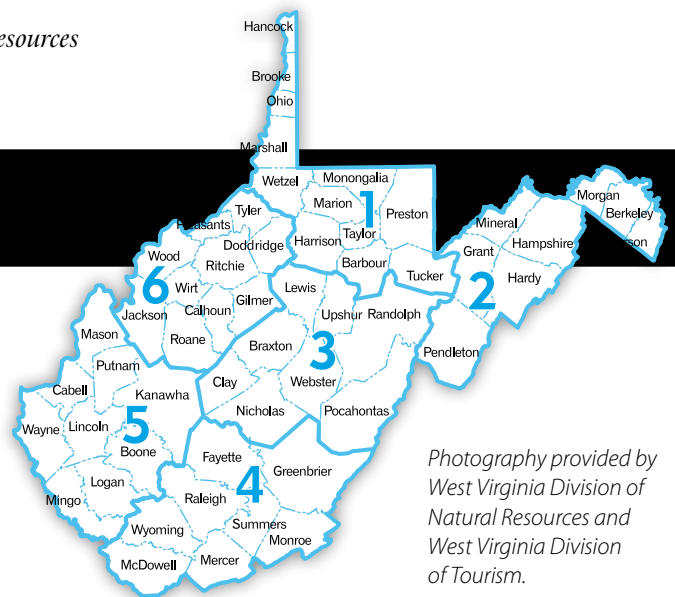 esources
Hancock
Brooke
Ohio
Marshall
Wetzel
Monongalia
Marion
1
Preston
Taylor
Harrison
Barbour
Tucker
Morgan
Berkeley
Mineral
Hampshire
Grant
Hardy
2
Pendleton
Tyler
Pleasants
Doddridge
Wood
Ritchie
6
Wirt
Calhoun
Gilmer
Jackson
Roane
Lewis
Upshur
Randolph
Braxton
3
Clay
Webster
Nicholas
Pocahontas
Mason
Putnam
Cabell
Kanawha
Wayne
Lincoln
5
Boone
Logan
Mingo
Fayette
4
Greenbrier
Raleigh
Summers
Monroe
Wyoming
McDowell
Mercer
Photography provided by
West Virginia Division of
Natural Resources and
West Virginia Division
of Tourism.